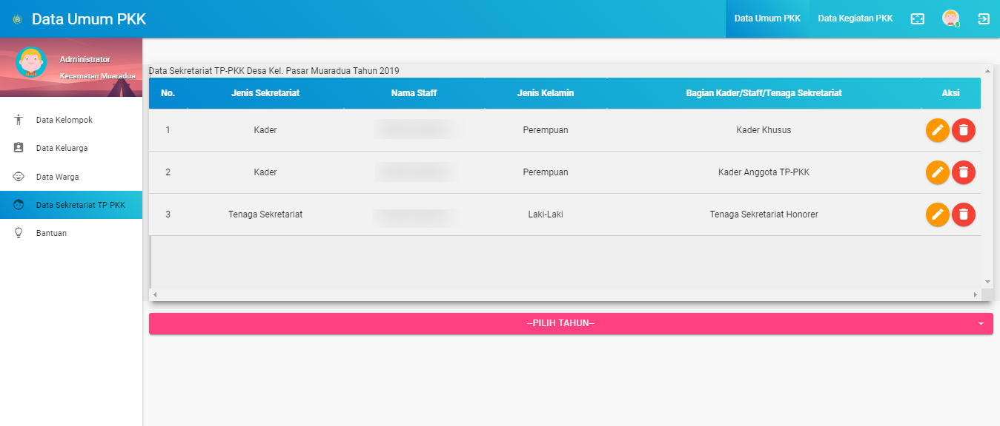 Data Umum PKK
Data Umum PKK Data Kegiatan PKK
Administrator
Kecamatan Muaradua
Data Kelompok
Data Keluarga
Data Warga
Data Sekretariat TP PKK
Bantuan
Data Sekretariat TP-PKK Desa Kel. Pasar Muaradua Tahun 2019
No. Jenis Sekretariat Nama Staff Jenis Kelamin Bagian Kader/Staff/Tenaga Sekretariat Aksi
1 Kader Perempuan Kader Khusus
2 Kader Perempuan Kader Anggota TP-PKK
3 Tenaga Sekretariat Laki-Laki Tenaga Sekretariat Honorer
--PILIH TAHUN--